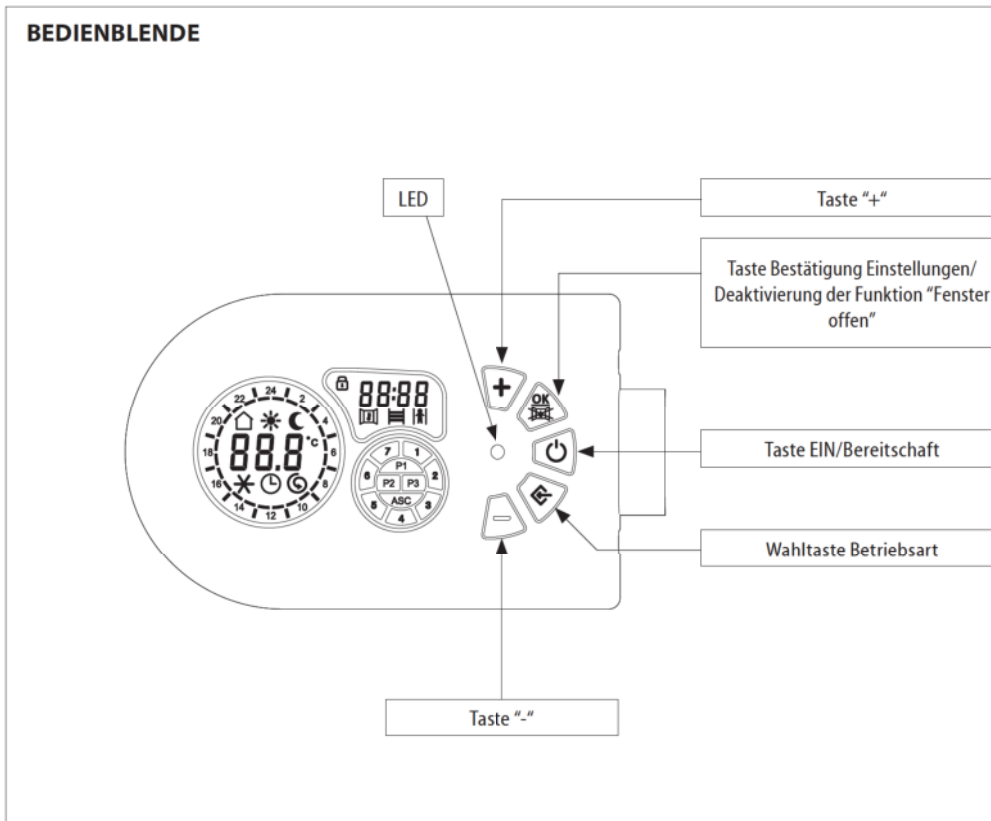 BEDIENBLENDE
LED
Taste “+“
Taste Bestätigung Einstellungen/
Deaktivierung der Funktion “Fenster
offen”
OK
Taste EIN/Bereitschaft
Wahltaste Betriebsart
Taste “-“
22 24 2
20 4
18 88.8 °C 6
16 8
14 12 10
88:88
7 1
P1
6 P2 P3 2
ASC
5 4 3